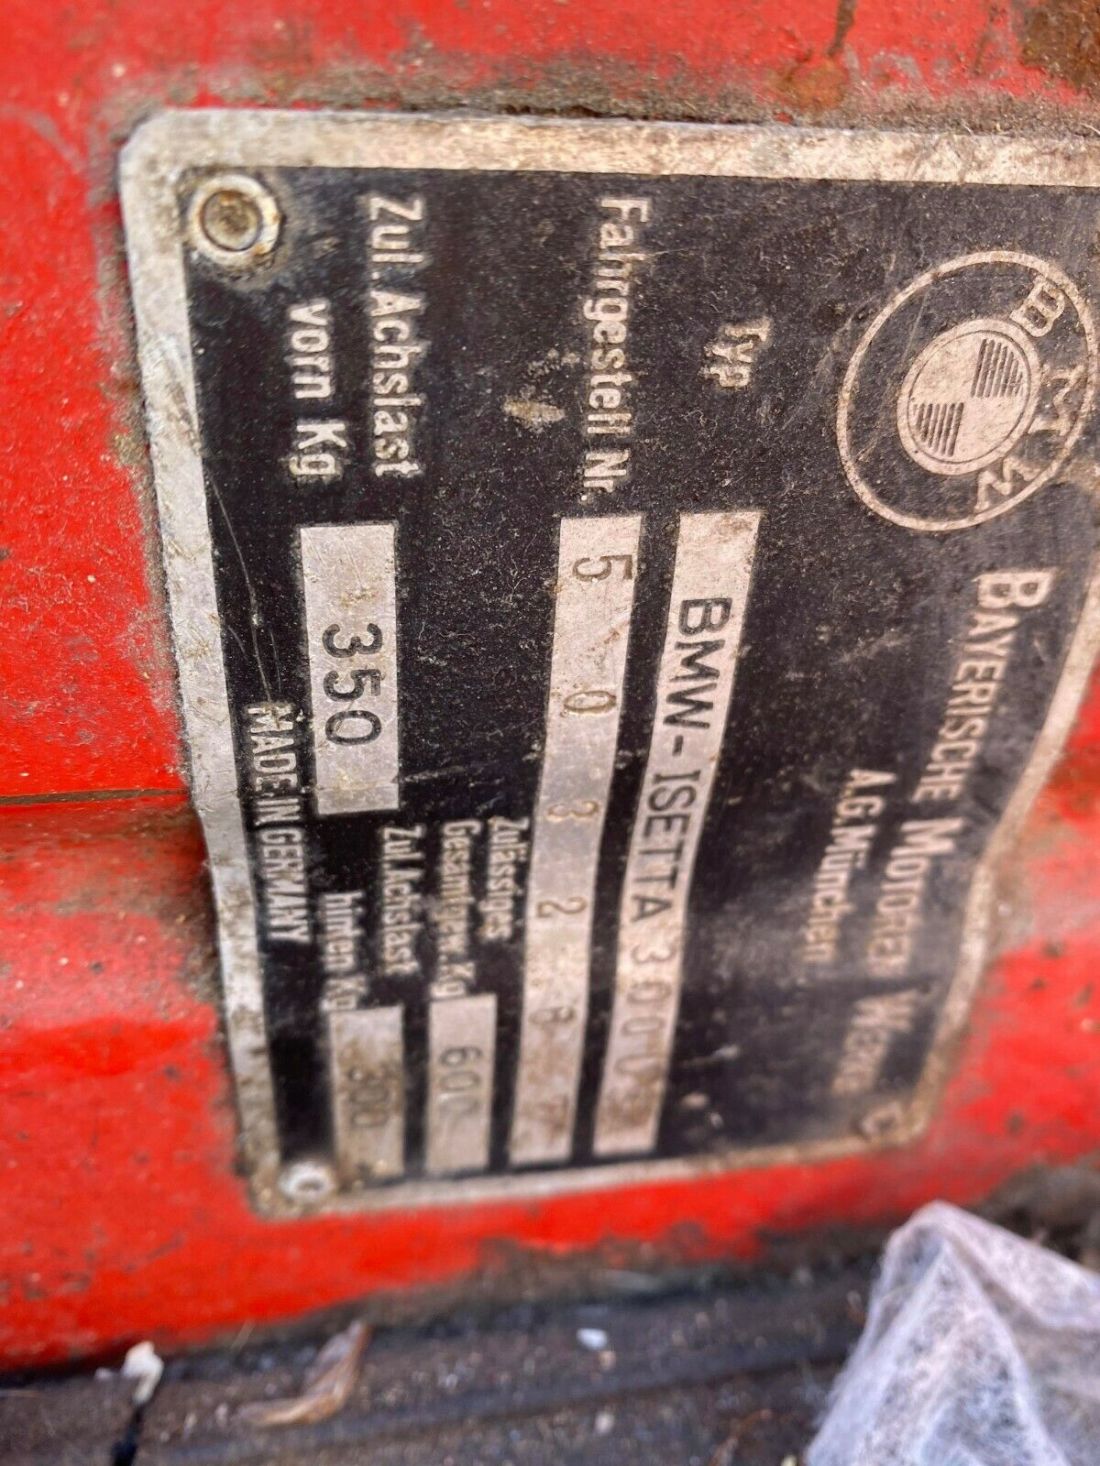 BMW
BAYERISCHE MOTOREN WERKE
A.G. München
Typ BMW-ISETTA 300
Fahrgestell Nr. 5 0 3 2
Zulässiges
Gesamtgew. Kg 600
Zul. Achslast
vorn Kg 350
Zul. Achslast
hinten Kg 300
MADE IN GERMANY